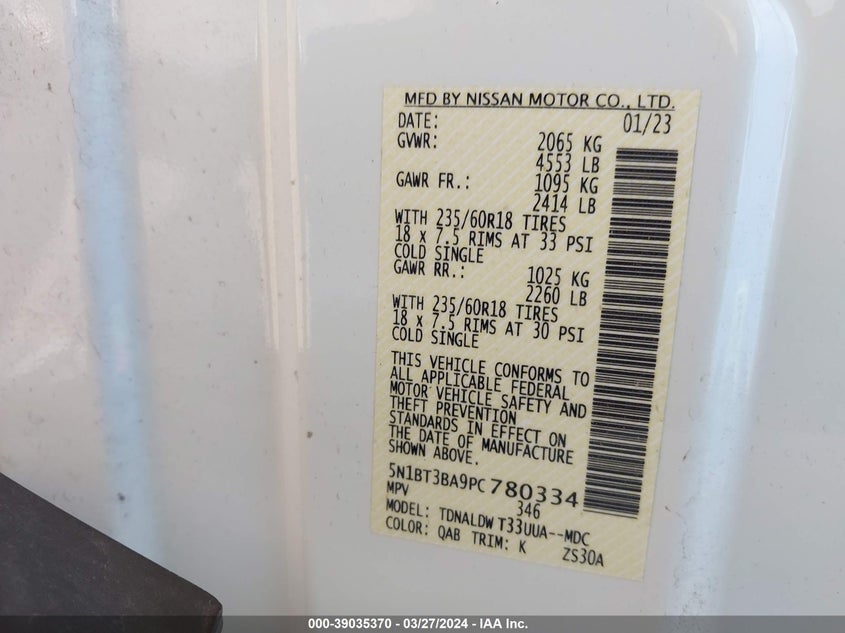 MFD BY NISSAN MOTOR CO., LTD.
DATE: 01/23
GVWR: 2065 KG
4553 LB
GAWR FR.: 1095 KG
2414 LB
WITH 235/60R18 TIRES
18 x 7.5 RIMS AT 33 PSI
COLD SINGLE
GAWR RR.: 1025 KG
2260 LB
WITH 235/60R18 TIRES
18 x 7.5 RIMS AT 30 PSI
COLD SINGLE
THIS VEHICLE CONFORMS TO
ALL APPLICABLE FEDERAL
MOTOR VEHICLE SAFETY AND
THEFT PREVENTION
STANDARDS IN EFFECT ON
THE DATE OF MANUFACTURE
SHOWN ABOVE.
5N1BT3BA9PC780334
MPV 346
MODEL: TDNALDW T33UUA--MDC
COLOR: QAB TRIM: K ZS30A
000-39035370 - 03/27/2024 - IAA Inc.